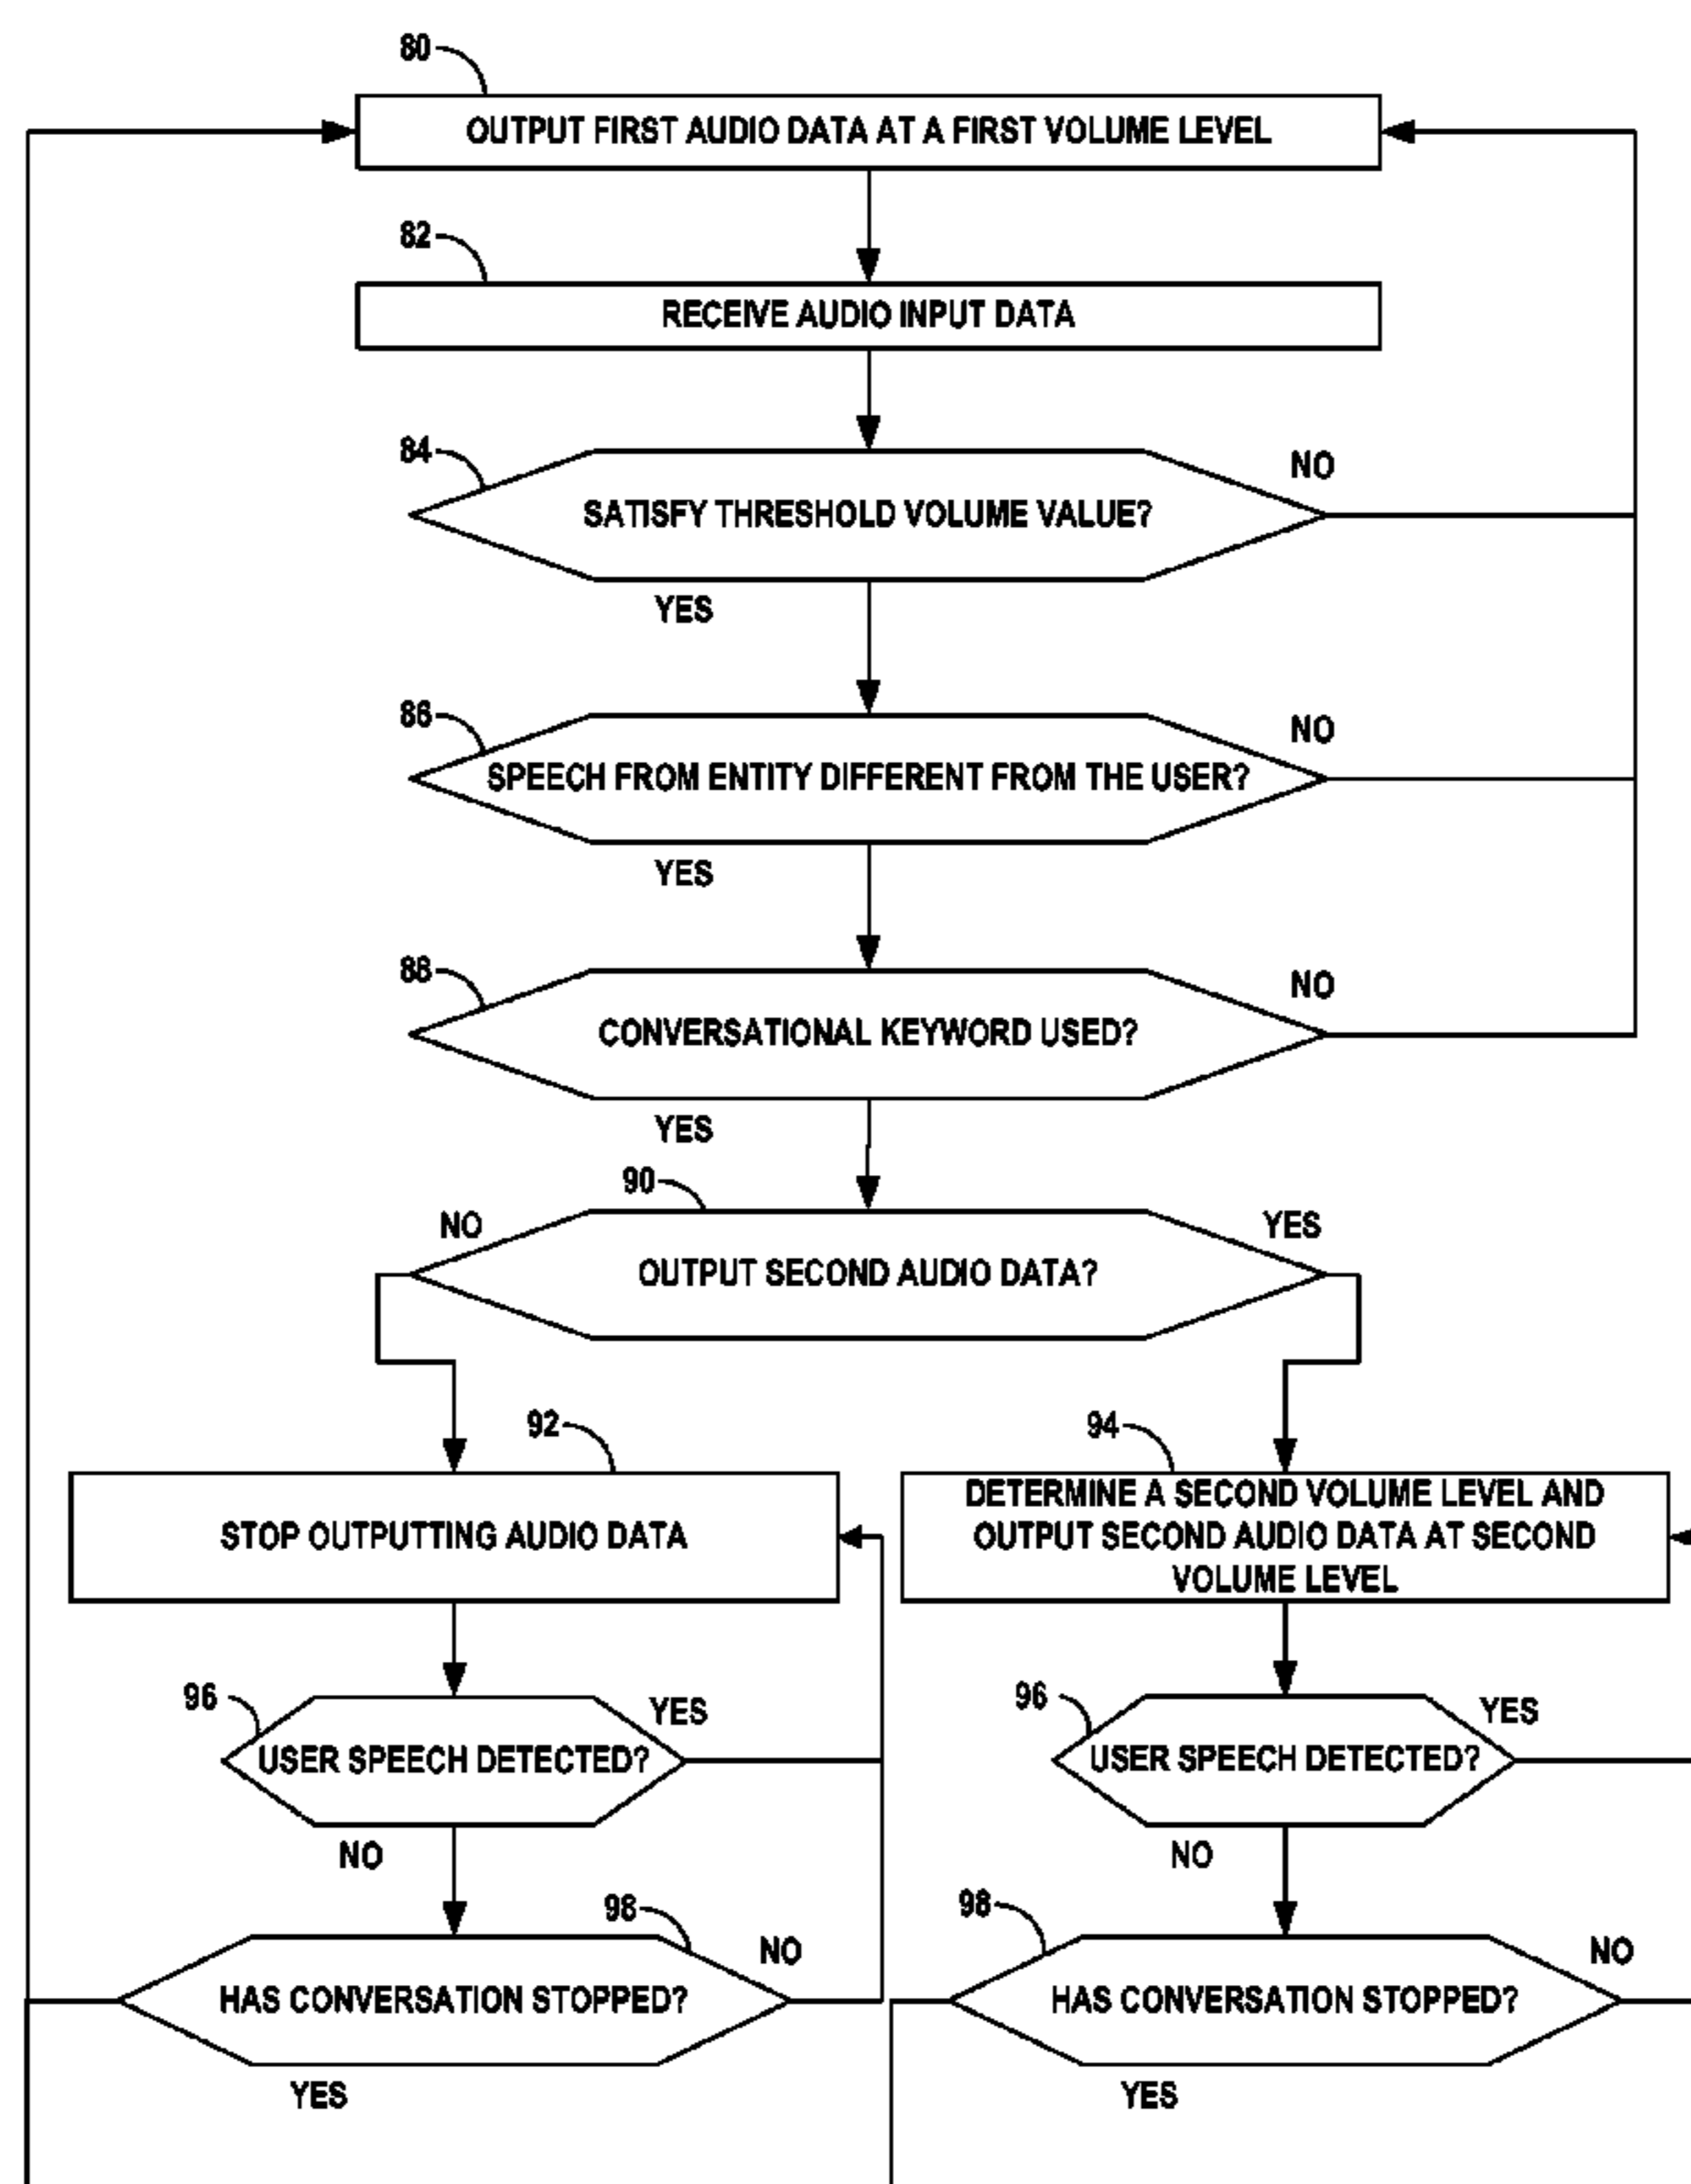 80
OUTPUT FIRST AUDIO DATA AT A FIRST VOLUME LEVEL
82
RECEIVE AUDIO INPUT DATA
84
NO
SATISFY THRESHOLD VOLUME VALUE?
YES
86
NO
SPEECH FROM ENTITY DIFFERENT FROM THE USER?
YES
88
NO
CONVERSATIONAL KEYWORD USED?
YES
90
NO
YES
OUTPUT SECOND AUDIO DATA?
92
94
STOP OUTPUTTING AUDIO DATA
DETERMINE A SECOND VOLUME LEVEL AND
OUTPUT SECOND AUDIO DATA AT SECOND
VOLUME LEVEL
96
YES
USER SPEECH DETECTED?
NO
96
YES
USER SPEECH DETECTED?
NO
98
NO
HAS CONVERSATION STOPPED?
YES
98
NO
HAS CONVERSATION STOPPED?
YES